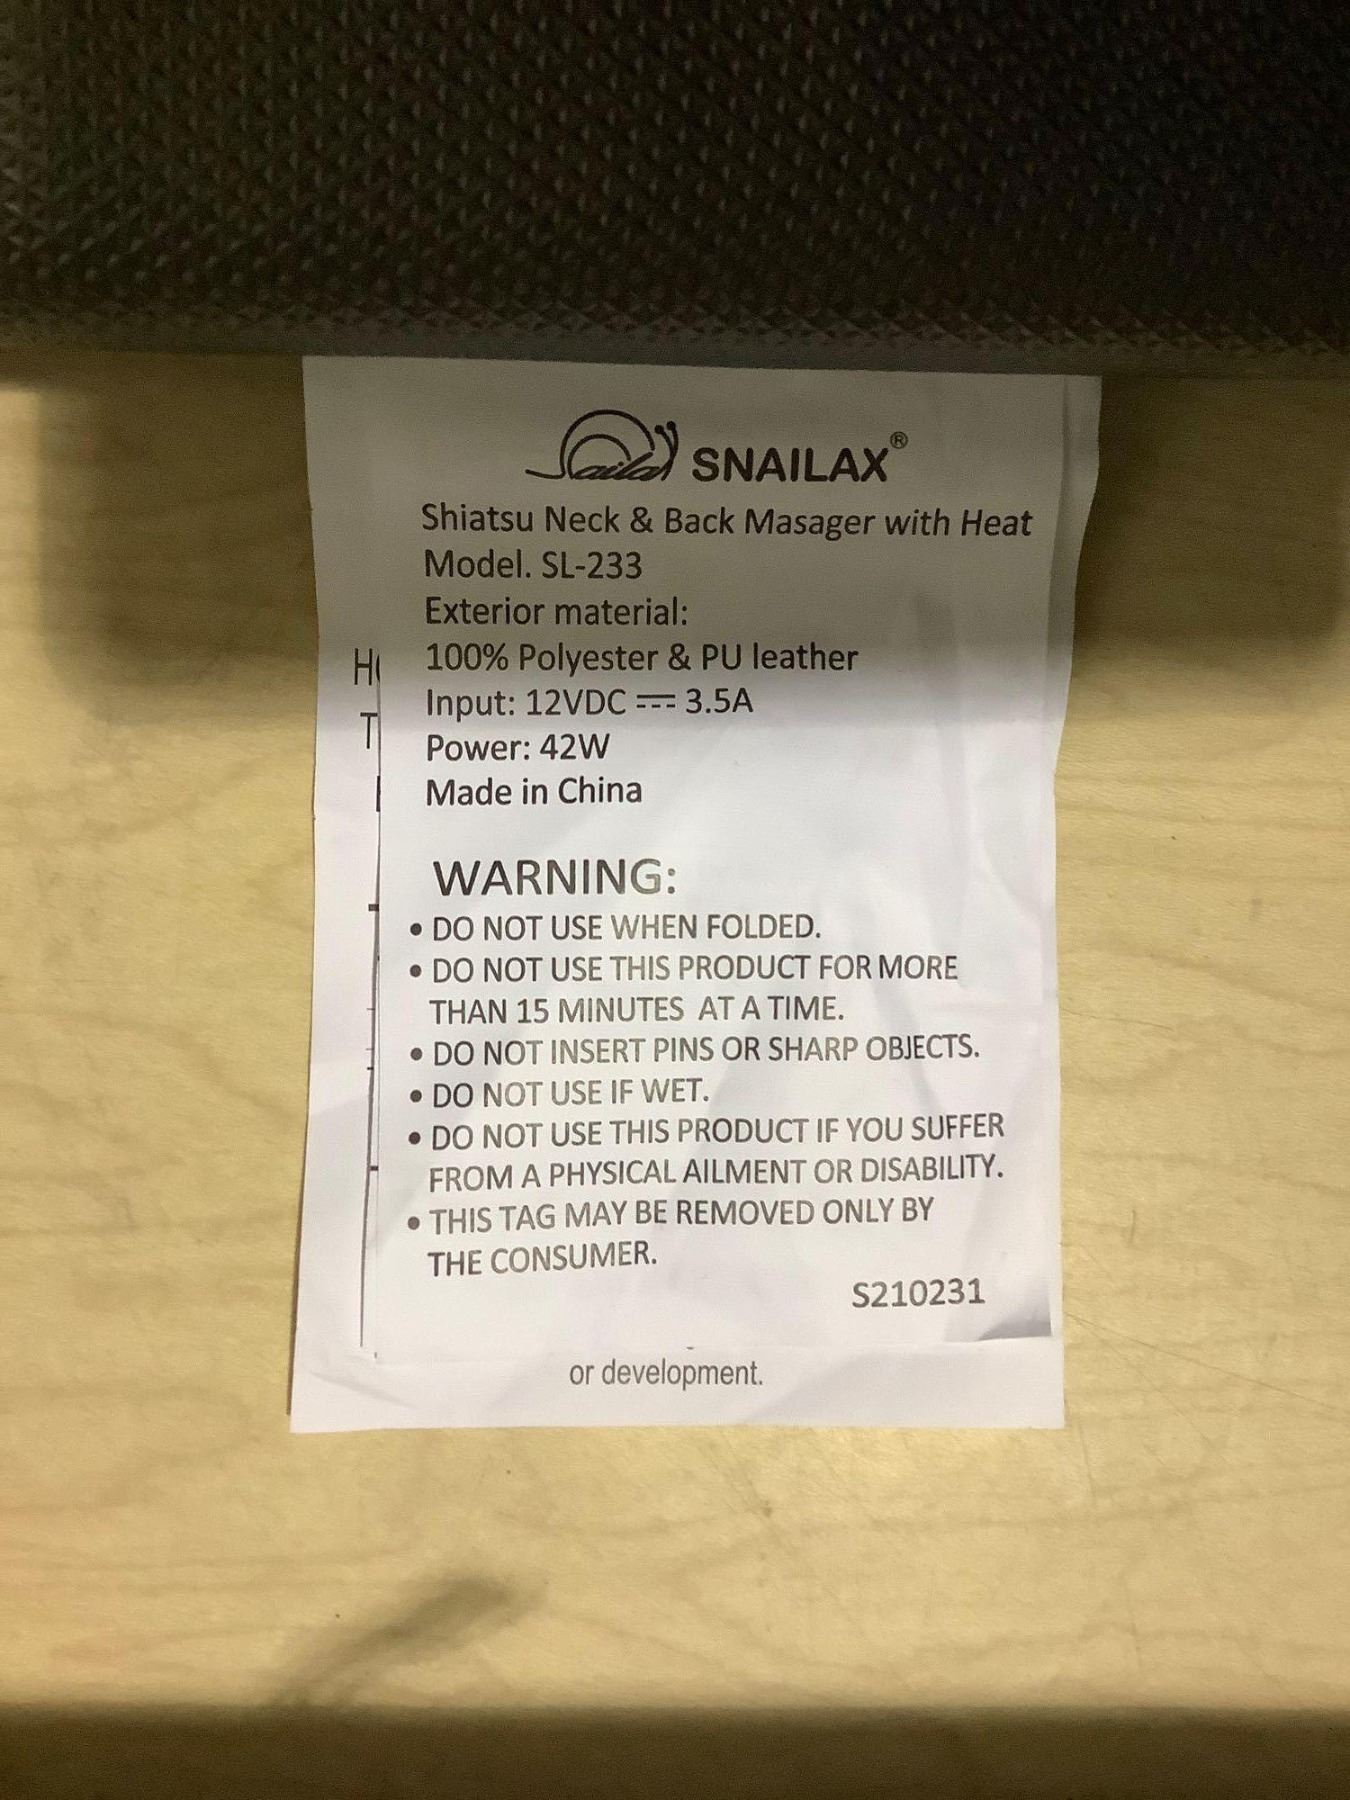 Snailax SNAILAX®
Shiatsu Neck & Back Masager with Heat
Model. SL-233
Exterior material:
100% Polyester & PU leather
Input: 12VDC ⎓ 3.5A
Power: 42W
Made in China
WARNING:
• DO NOT USE WHEN FOLDED.
• DO NOT USE THIS PRODUCT FOR MORE
THAN 15 MINUTES AT A TIME.
• DO NOT INSERT PINS OR SHARP OBJECTS.
• DO NOT USE IF WET.
• DO NOT USE THIS PRODUCT IF YOU SUFFER
FROM A PHYSICAL AILMENT OR DISABILITY.
• THIS TAG MAY BE REMOVED ONLY BY
THE CONSUMER.
S210231
or development.